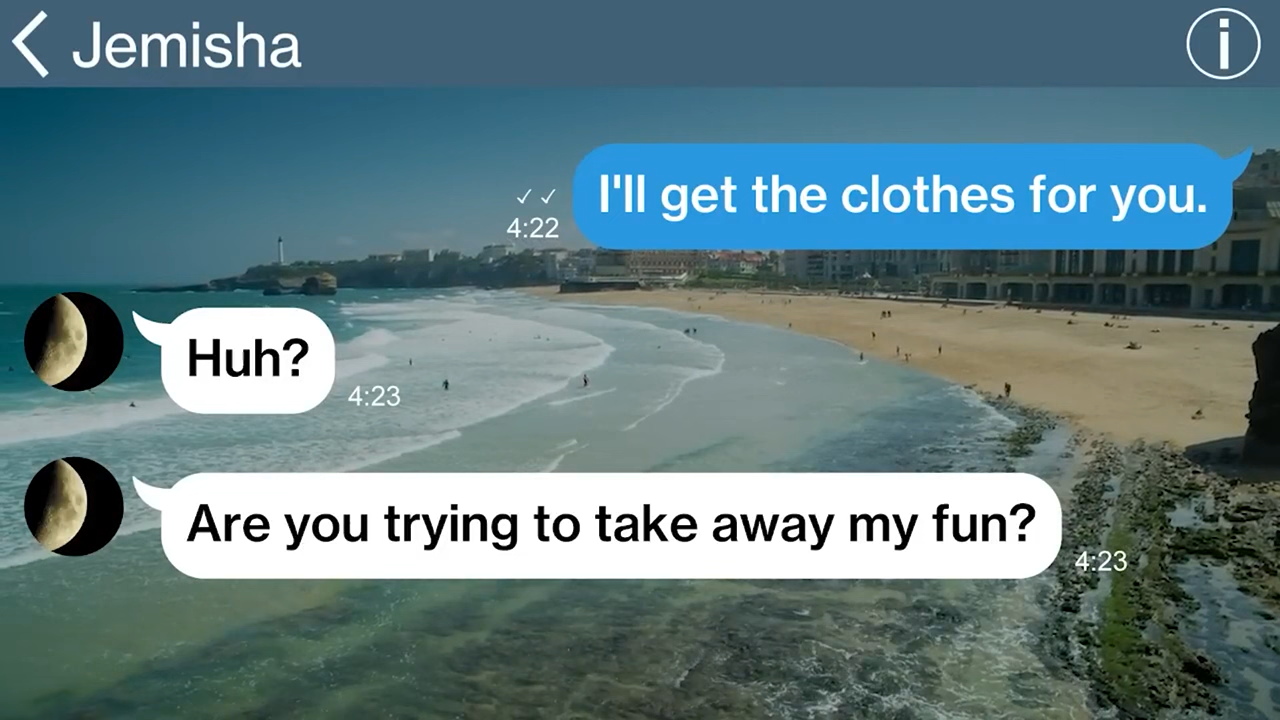 Jemisha
I'll get the clothes for you.
✓ ✓
4:22
Huh?
4:23
Are you trying to take away my fun?
4:23